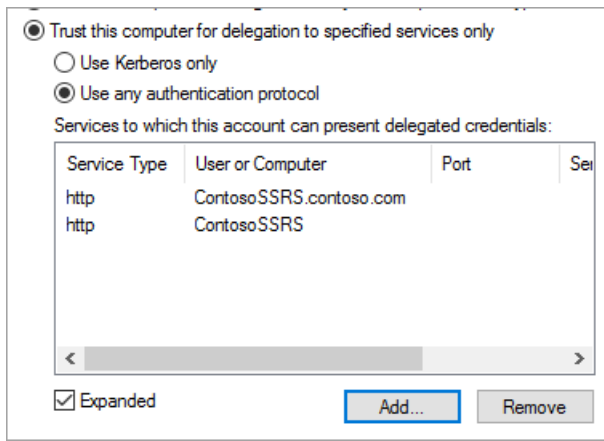 Trust this computer for delegation to specified services only
Use Kerberos only
Use any authentication protocol
Services to which this account can present delegated credentials:
Service Type User or Computer Port Ser
http ContosoSSRS.contoso.com
http ContosoSSRS
Expanded Add... Remove